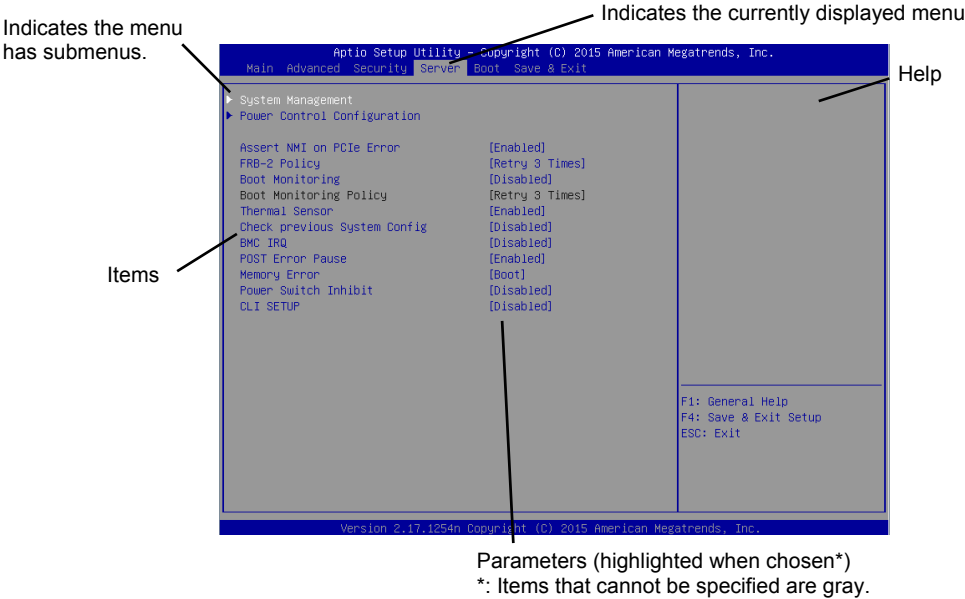 Indicates the menu
has submenus.
Indicates the currently displayed menu
Help
Aptio Setup Utility – Copyright (C) 2015 American Megatrends, Inc.
Main Advanced Security Server Boot Save & Exit
System Management
Power Control Configuration
Assert NMI on PCIe Error [Enabled]
FRB-2 Policy [Retry 3 Times]
Boot Monitoring [Disabled]
Boot Monitoring Policy [Retry 3 Times]
Thermal Sensor [Enabled]
Check previous System Config [Disabled]
BMC IRQ [Disabled]
POST Error Pause [Enabled]
Memory Error [Boot]
Power Switch Inhibit [Disabled]
CLI SETUP [Disabled]
Items
F1: General Help
F4: Save & Exit Setup
ESC: Exit
Version 2.17.1254n Copyright (C) 2015 American Megatrends, Inc.
Parameters (highlighted when chosen*)
*: Items that cannot be specified are gray.